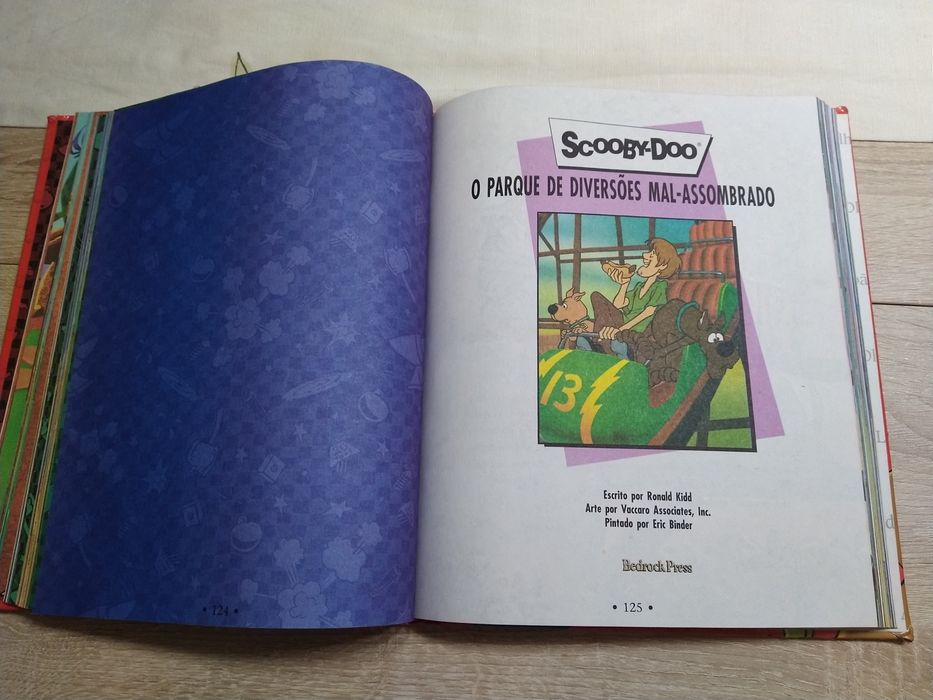 • 124 •
SCOOBY-DOO®
O PARQUE DE DIVERSÕES MAL-ASSOMBRADO
13
Escrito por Ronald Kidd
Arte por Vaccaro Associates, Inc.
Pintado por Eric Binder
Bedrock Press
• 125 •